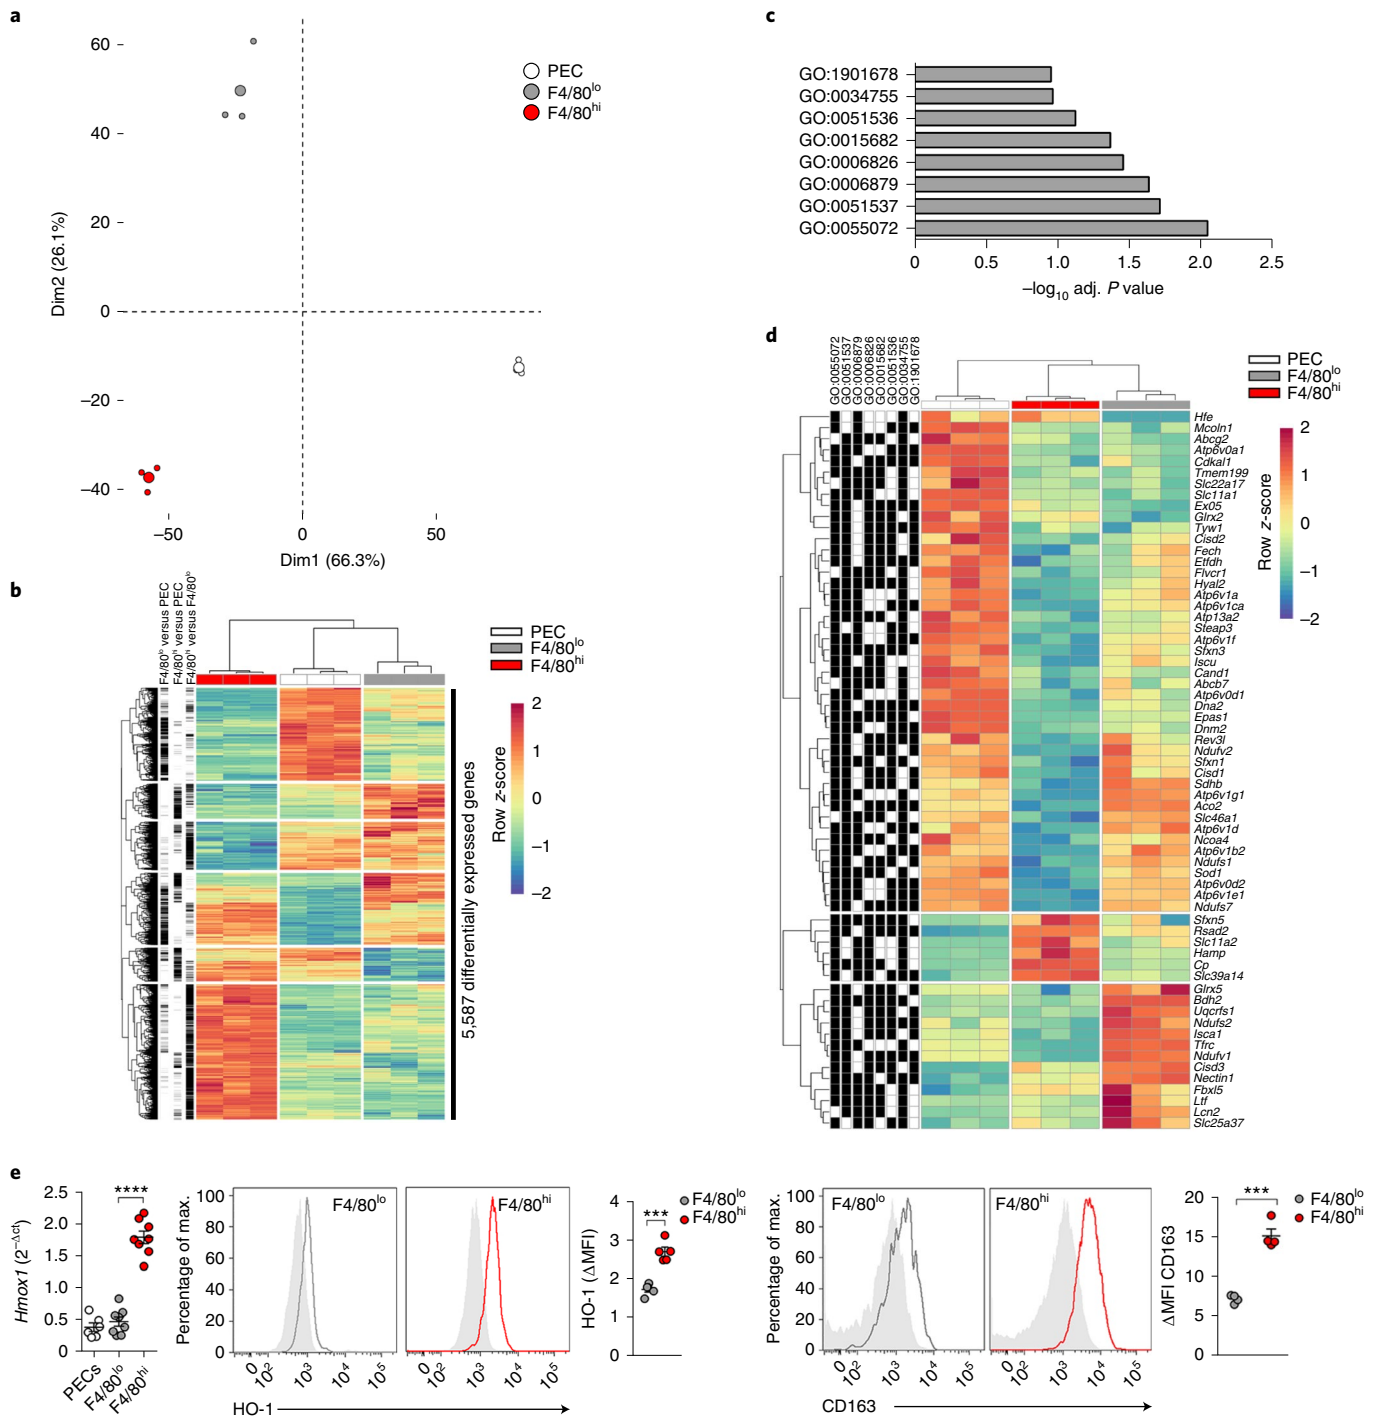 a
60
40
20
0
–20
–40
–50
0
50
Dim2 (26.1%)
Dim1 (66.3%)
PEC
F4/80lo
F4/80hi
c
GO:1901678
GO:0034755
GO:0051536
GO:0015682
GO:0006826
GO:0006879
GO:0051537
GO:0055072
0
0.5
1.0
1.5
2.0
2.5
–log10 adj. P value
b
F4/80lo versus PEC
F4/80hi versus PEC
F4/80hi versus F4/80lo
PEC
F4/80lo
F4/80hi
2
1
0
–1
–2
Row z-score
5,587 differentially expressed genes
d
GO:0055072
GO:0051537
GO:0006879
GO:0006826
GO:0015682
GO:0051536
GO:0034755
GO:1901678
PEC
F4/80lo
F4/80hi
2
1
0
–1
–2
Row z-score
Hfe
Mcoln1
Abcg2
Atp6v0a1
Cdkal1
Tmem199
Slc22a17
Slc11a1
Ex05
Glrx2
Tyw1
Cisd2
Fech
Etfdh
Flvcr1
Hyal2
Atp6v1a
Atp6v1ca
Atp13a2
Steap3
Atp6v1f
Sfxn3
Iscu
Cand1
Abcb7
Atp6v0d1
Dna2
Epas1
Dnm2
Rev3l
Ndufv2
Sfxn1
Cisd1
Sdhb
Atp6v1g1
Aco2
Slc46a1
Atp6v1d
Ncoa4
Atp6v1b2
Ndufs1
Sod1
Atp6v0d2
Atp6v1e1
Ndufs7
Sfxn5
Rsad2
Slc11a2
Hamp
Cp
Slc39a14
Glrx5
Bdh2
Uqcrfs1
Ndufs2
Isca1
Tfrc
Ndufv1
Cisd3
Nectin1
Fbxl5
Ltf
Lcn2
Slc25a37
e
Hmox1 (2–Δct)
2.5
2.0
1.5
1.0
0.5
0
****
PECs
F4/80lo
F4/80hi
Percentage of max.
100
80
60
40
20
0
F4/80lo
F4/80hi
0
10²
10³
10⁴
10⁵
0
10²
10³
10⁴
10⁵
HO-1
HO-1 (ΔMFI)
4
3
2
1
0
***
F4/80lo
F4/80hi
Percentage of max.
100
80
60
40
20
0
F4/80lo
F4/80hi
0
10²
10³
10⁴
10⁵
0
10²
10³
10⁴
10⁵
CD163
ΔMFI CD163
20
15
10
5
0
***
F4/80lo
F4/80hi